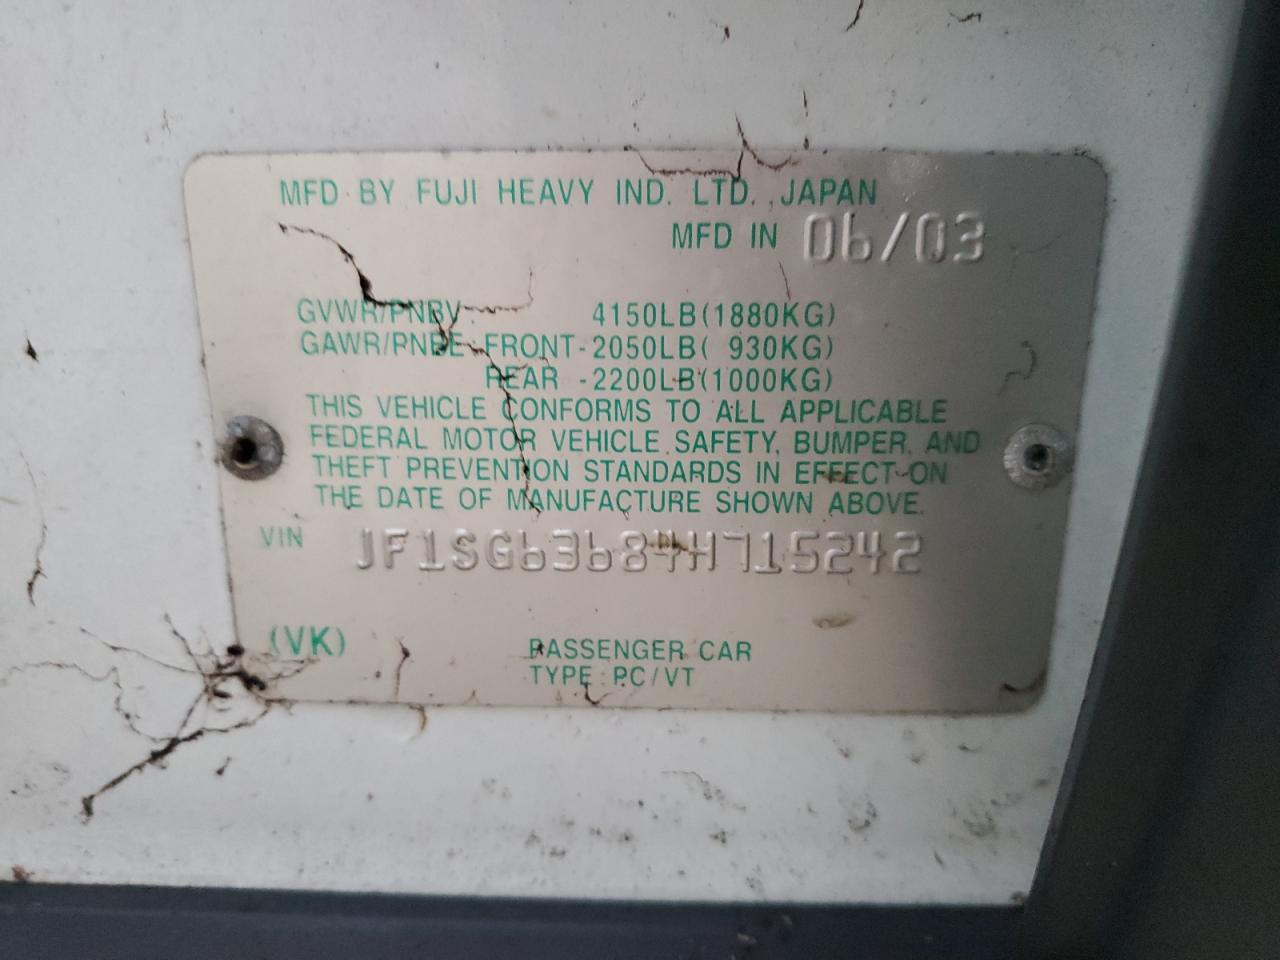 MFD BY FUJI HEAVY IND. LTD. JAPAN
MFD IN 06/03
GVWR/PNBV 4150LB(1880KG)
GAWR/PNBE FRONT-2050LB( 930KG)
REAR -2200LB(1000KG)
THIS VEHICLE CONFORMS TO ALL APPLICABLE
FEDERAL MOTOR VEHICLE SAFETY, BUMPER, AND
THEFT PREVENTION STANDARDS IN EFFECT ON
THE DATE OF MANUFACTURE SHOWN ABOVE.
VIN JF1SG63684H715242
(VK)
PASSENGER CAR
TYPE : PC/VT